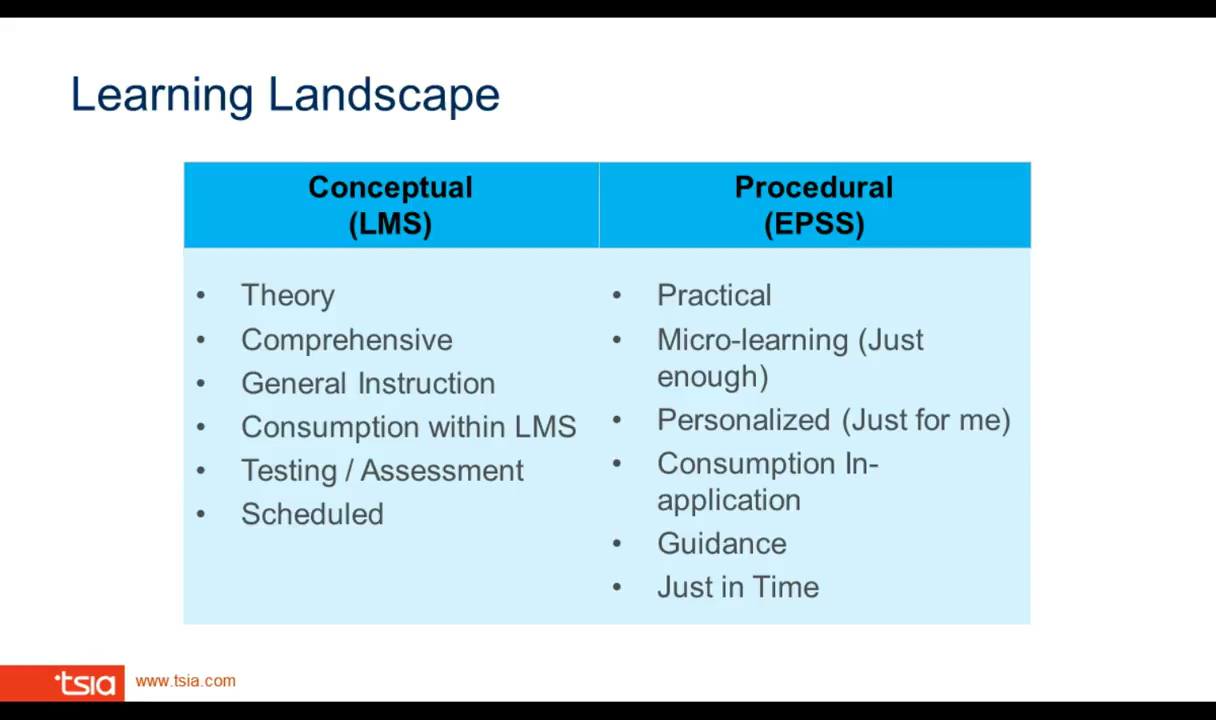 Learning Landscape
Conceptual
(LMS)
Procedural
(EPSS)
• Theory
• Comprehensive
• General Instruction
• Consumption within LMS
• Testing / Assessment
• Scheduled
• Practical
• Micro-learning (Just
enough)
• Personalized (Just for me)
• Consumption In-
application
• Guidance
• Just in Time
tsia
www.tsia.com